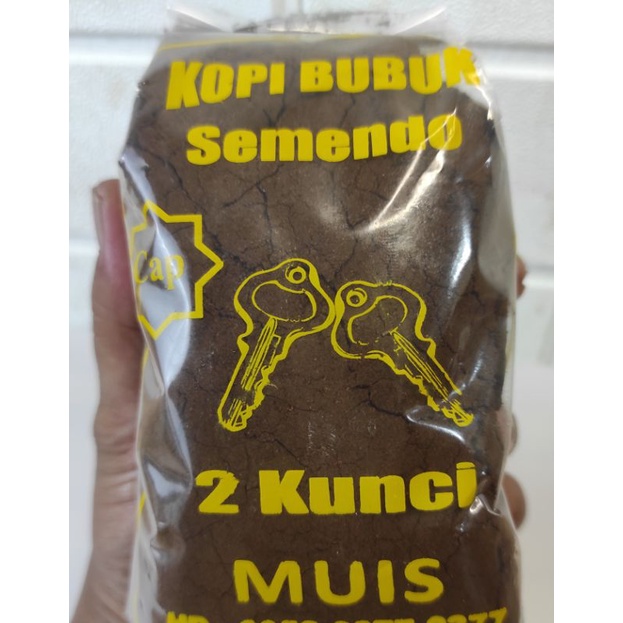 KOPI BUBUK
Semendo
Cap
2 Kunci
MUIS